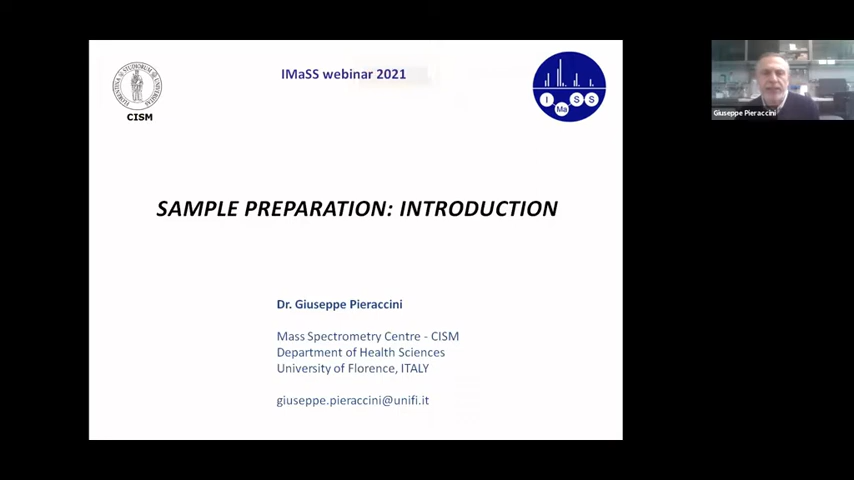 IMaSS webinar 2021
CISM
I Ma S S
SAMPLE PREPARATION: INTRODUCTION
Dr. Giuseppe Pieraccini
Mass Spectrometry Centre - CISM
Department of Health Sciences
University of Florence, ITALY
giuseppe.pieraccini@unifi.it
Giuseppe Pieraccini